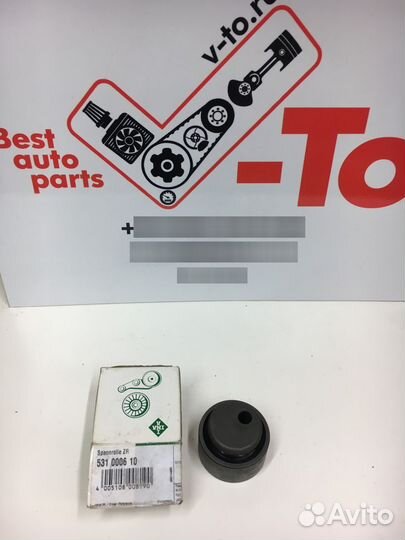 v-to.ru
Best
auto
parts
-To
+
INA
Spannrolle ZR
531 0006 10
4 005108 008190
Avito